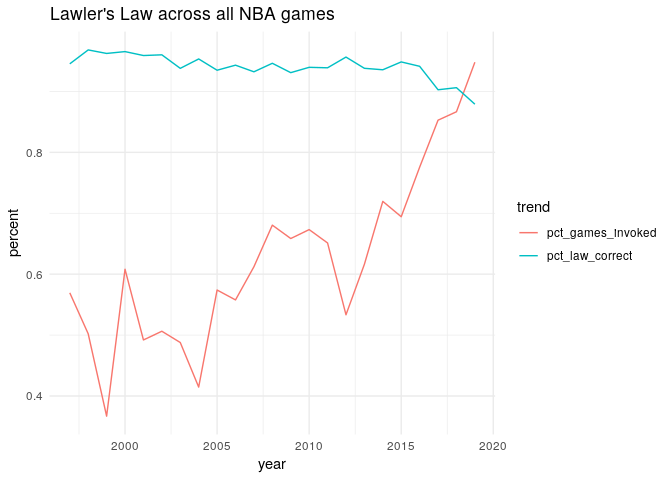 Lawler's Law across all NBA games
percent
0.8
0.6
0.4
2000
2005
2010
2015
2020
year
trend
pct_games_invoked
pct_law_correct